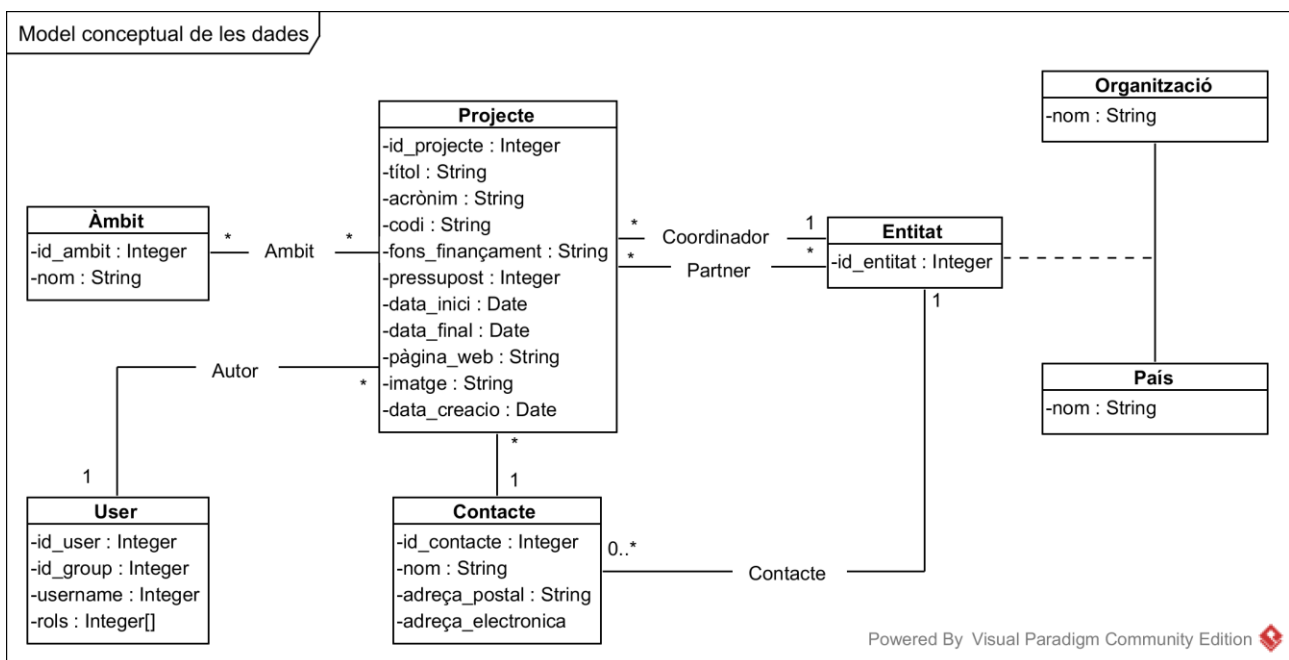 Model conceptual de les dades
Organització
-nom : String
Projecte
-id_projecte : Integer
-títol : String
-acrònim : String
-codi : String
-fons_finançament : String
-pressupost : Integer
-data_inici : Date
-data_final : Date
-pàgina_web : String
-imatge : String
-data_creacio : Date
Àmbit
-id_ambit : Integer
-nom : String
*
Ambit
*
*
Coordinador
1
*
Partner
*
Entitat
-id_entitat : Integer
1
País
-nom : String
Autor
*
1
*
1
User
-id_user : Integer
-id_group : Integer
-username : Integer
-rols : Integer[]
Contacte
-id_contacte : Integer
-nom : String
-adreça_postal : String
-adreça_electronica
0..*
Contacte
Powered By Visual Paradigm Community Edition